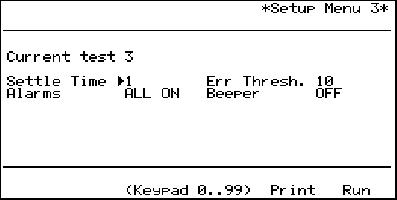 *Setup Menu 3*
Current test 3
Settle Time ▶1 Err Thresh. 10
Alarms ALL ON Beeper OFF
(Keypad 0..99) Print Run